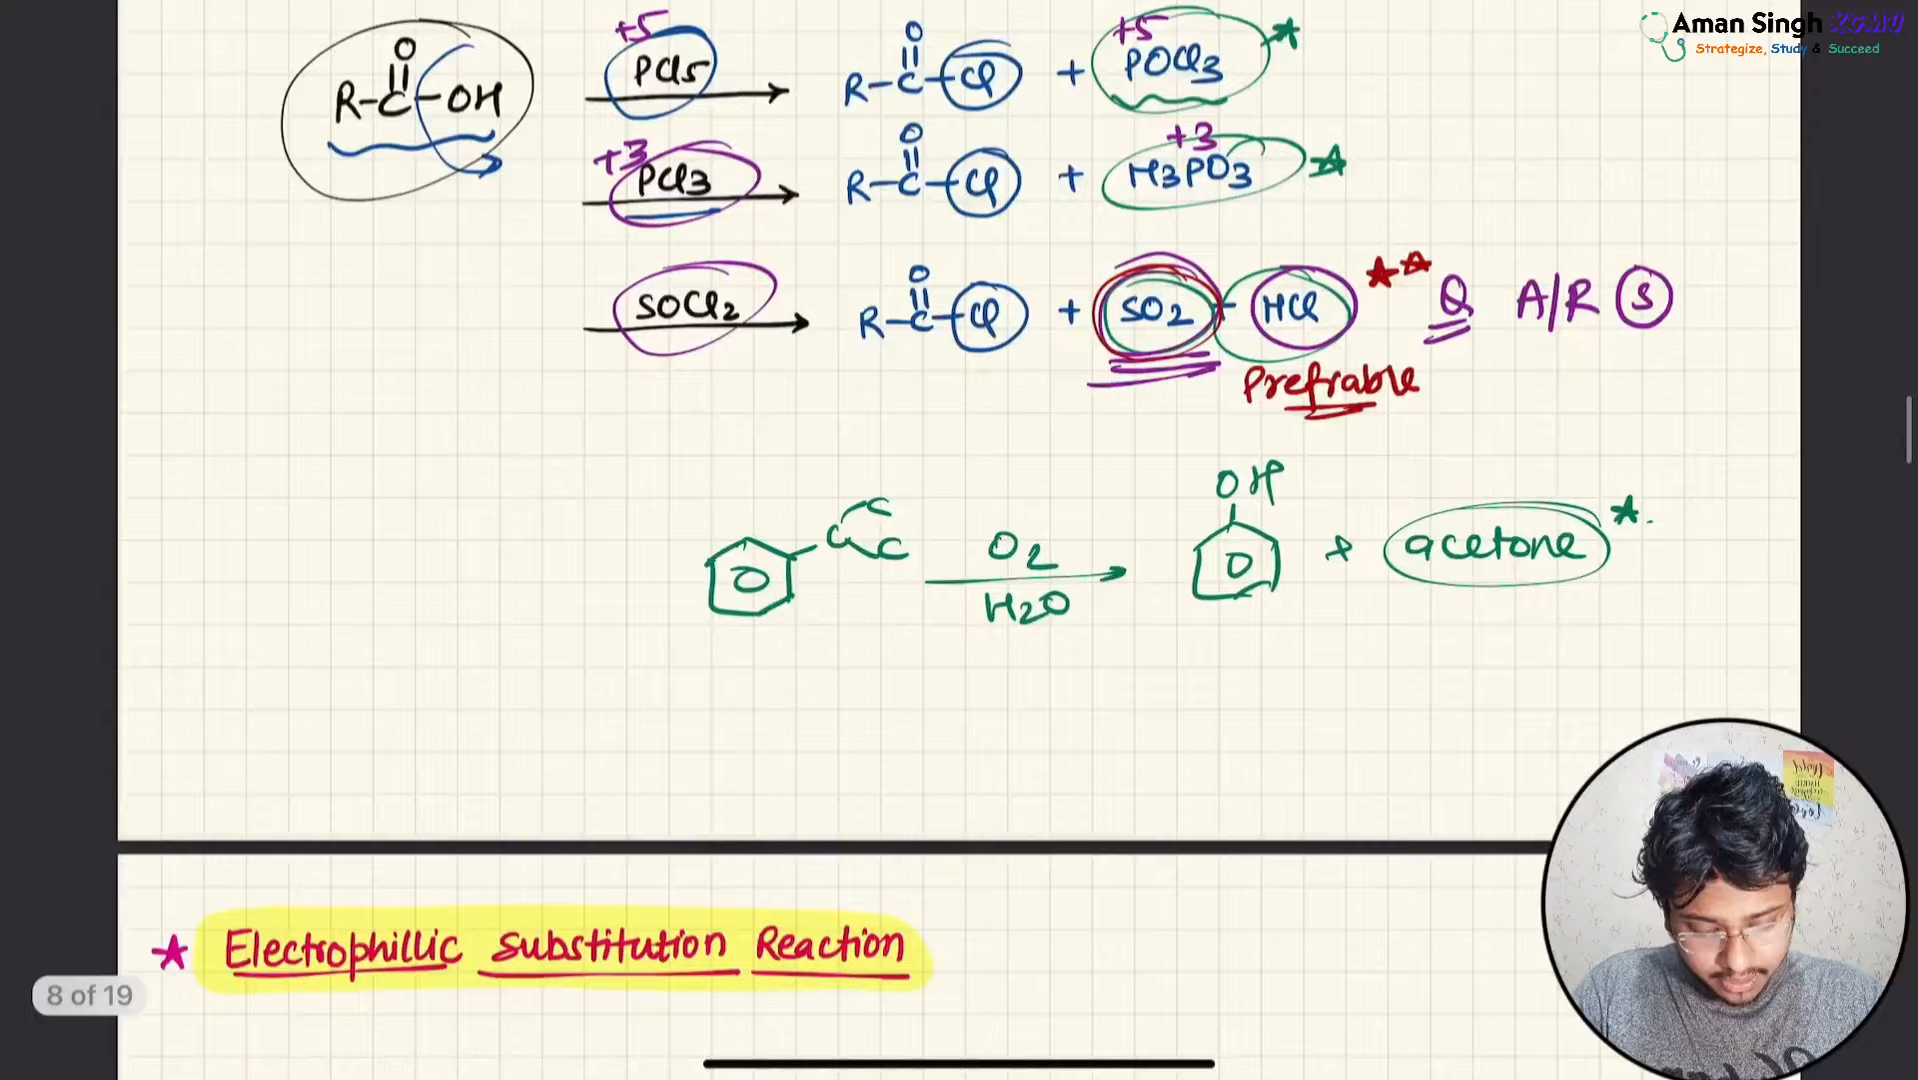 Aman Singh
Strategize, Study & Succeed
O
R-C-OH
+5
PCl5
O
R-C-Cl + POCl3
+5
+3
PCl3
O
R-C-Cl + H3PO3
+3
SOCl2
O
R-C-Cl + SO2 + HCl
Q A/R S
Prefrable
C
C C
O2
H2O
OH
+ acetone
Electrophillic substitution Reaction
8 of 19